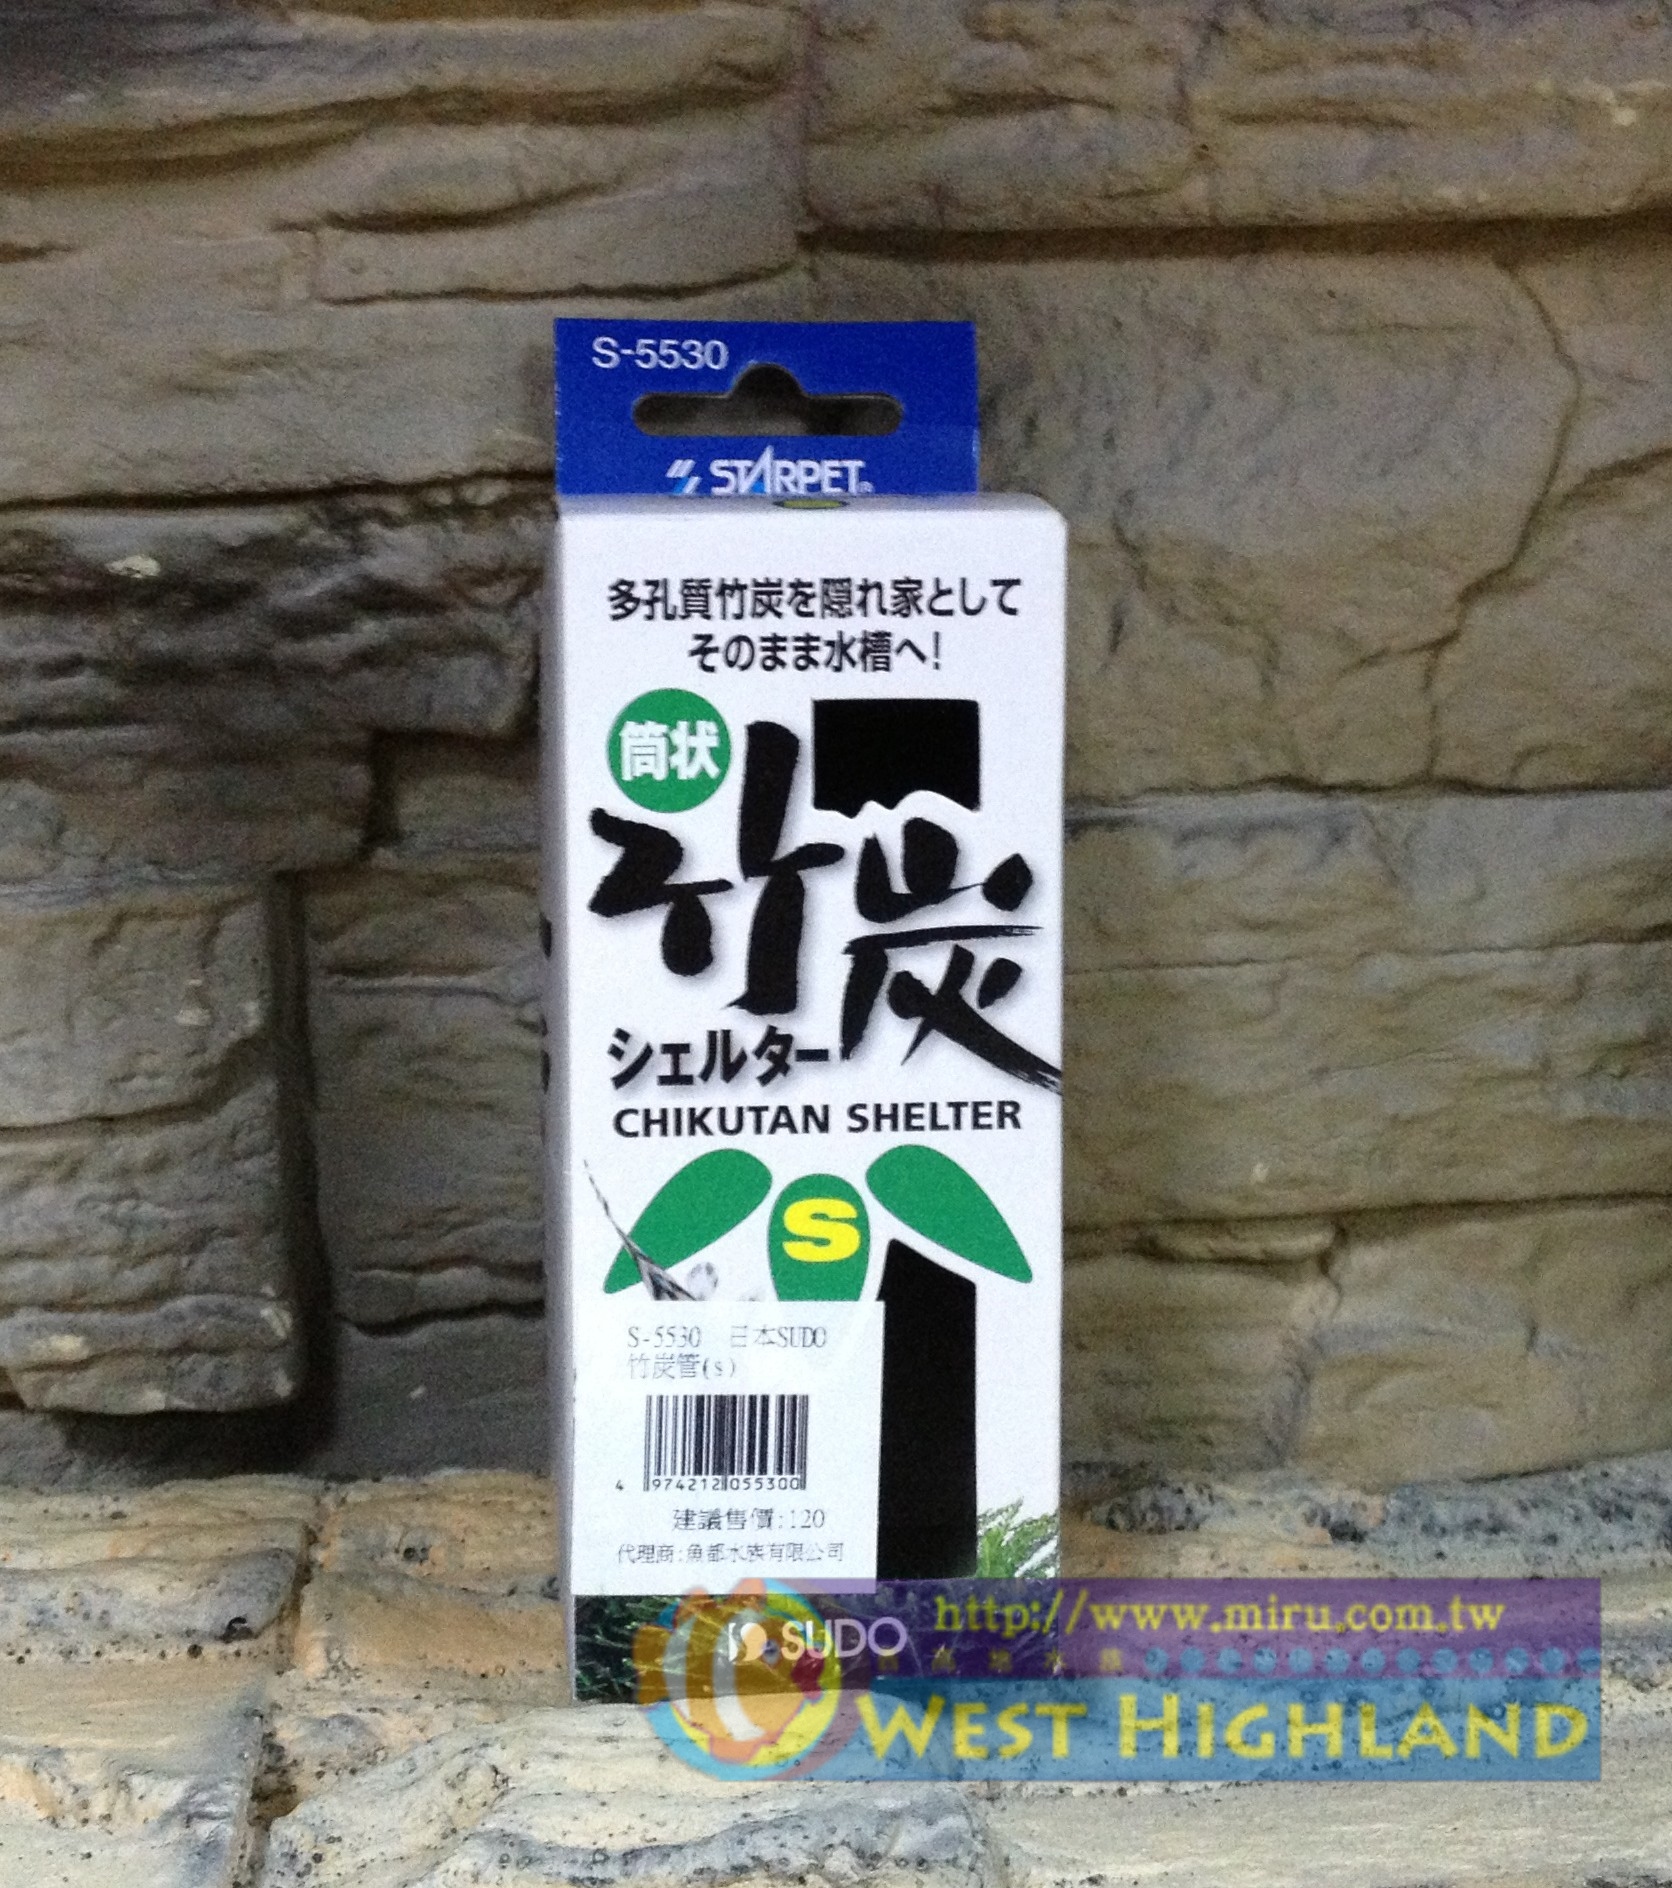 S-5530
STARPET
多孔質竹炭を隠れ家として
そのまま水槽へ!
筒状
竹炭
シェルター
CHIKUTAN SHELTER
S
S-5530 日本SUDO
竹炭管(s)
4 974212 055300
建議售價:120
代理商:魚都水族有限公司
SUDO
http://www.miru.com.tw
WEST HIGHLAND